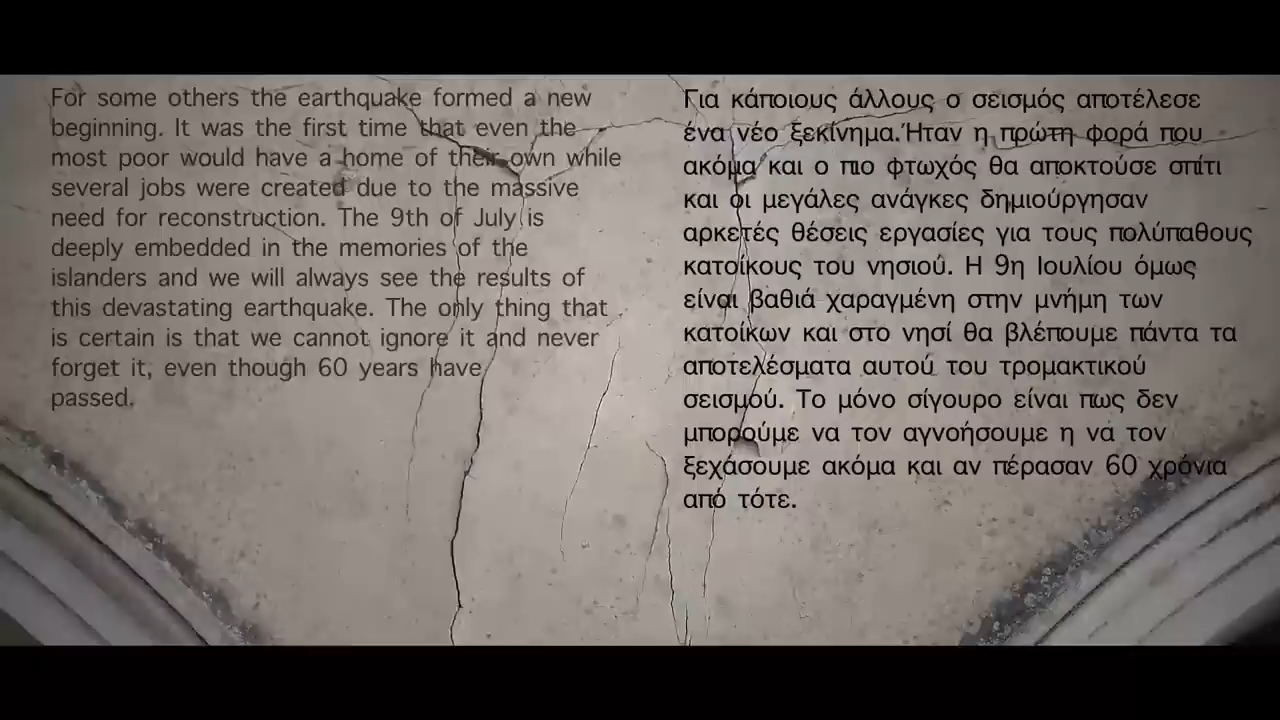 For some others the earthquake formed a new
beginning. It was the first time that even the
most poor would have a home of their own while
several jobs were created due to the massive
need for reconstruction. The 9th of July is
deeply embedded in the memories of the
islanders and we will always see the results of
this devastating earthquake. The only thing that
is certain is that we cannot ignore it and never
forget it, even though 60 years have
passed.
Για κάποιους άλλους ο σεισμός αποτέλεσε
ένα νέο ξεκίνημα.Ήταν η πρώτη φορά που
ακόμα και ο πιο φτωχός θα αποκτούσε σπίτι
και οι μεγάλες ανάγκες δημιούργησαν
αρκετές θέσεις εργασίες για τους πολύπαθους
κατοίκους του νησιού. Η 9η Ιουλίου όμως
είναι βαθιά χαραγμένη στην μνήμη των
κατοίκων και στο νησί θα βλέπουμε πάντα τα
αποτελέσματα αυτού του τρομακτικού
σεισμού. Το μόνο σίγουρο είναι πως δεν
μπορούμε να τον αγνοήσουμε η να τον
ξεχάσουμε ακόμα και αν πέρασαν 60 χρόνια
από τότε.